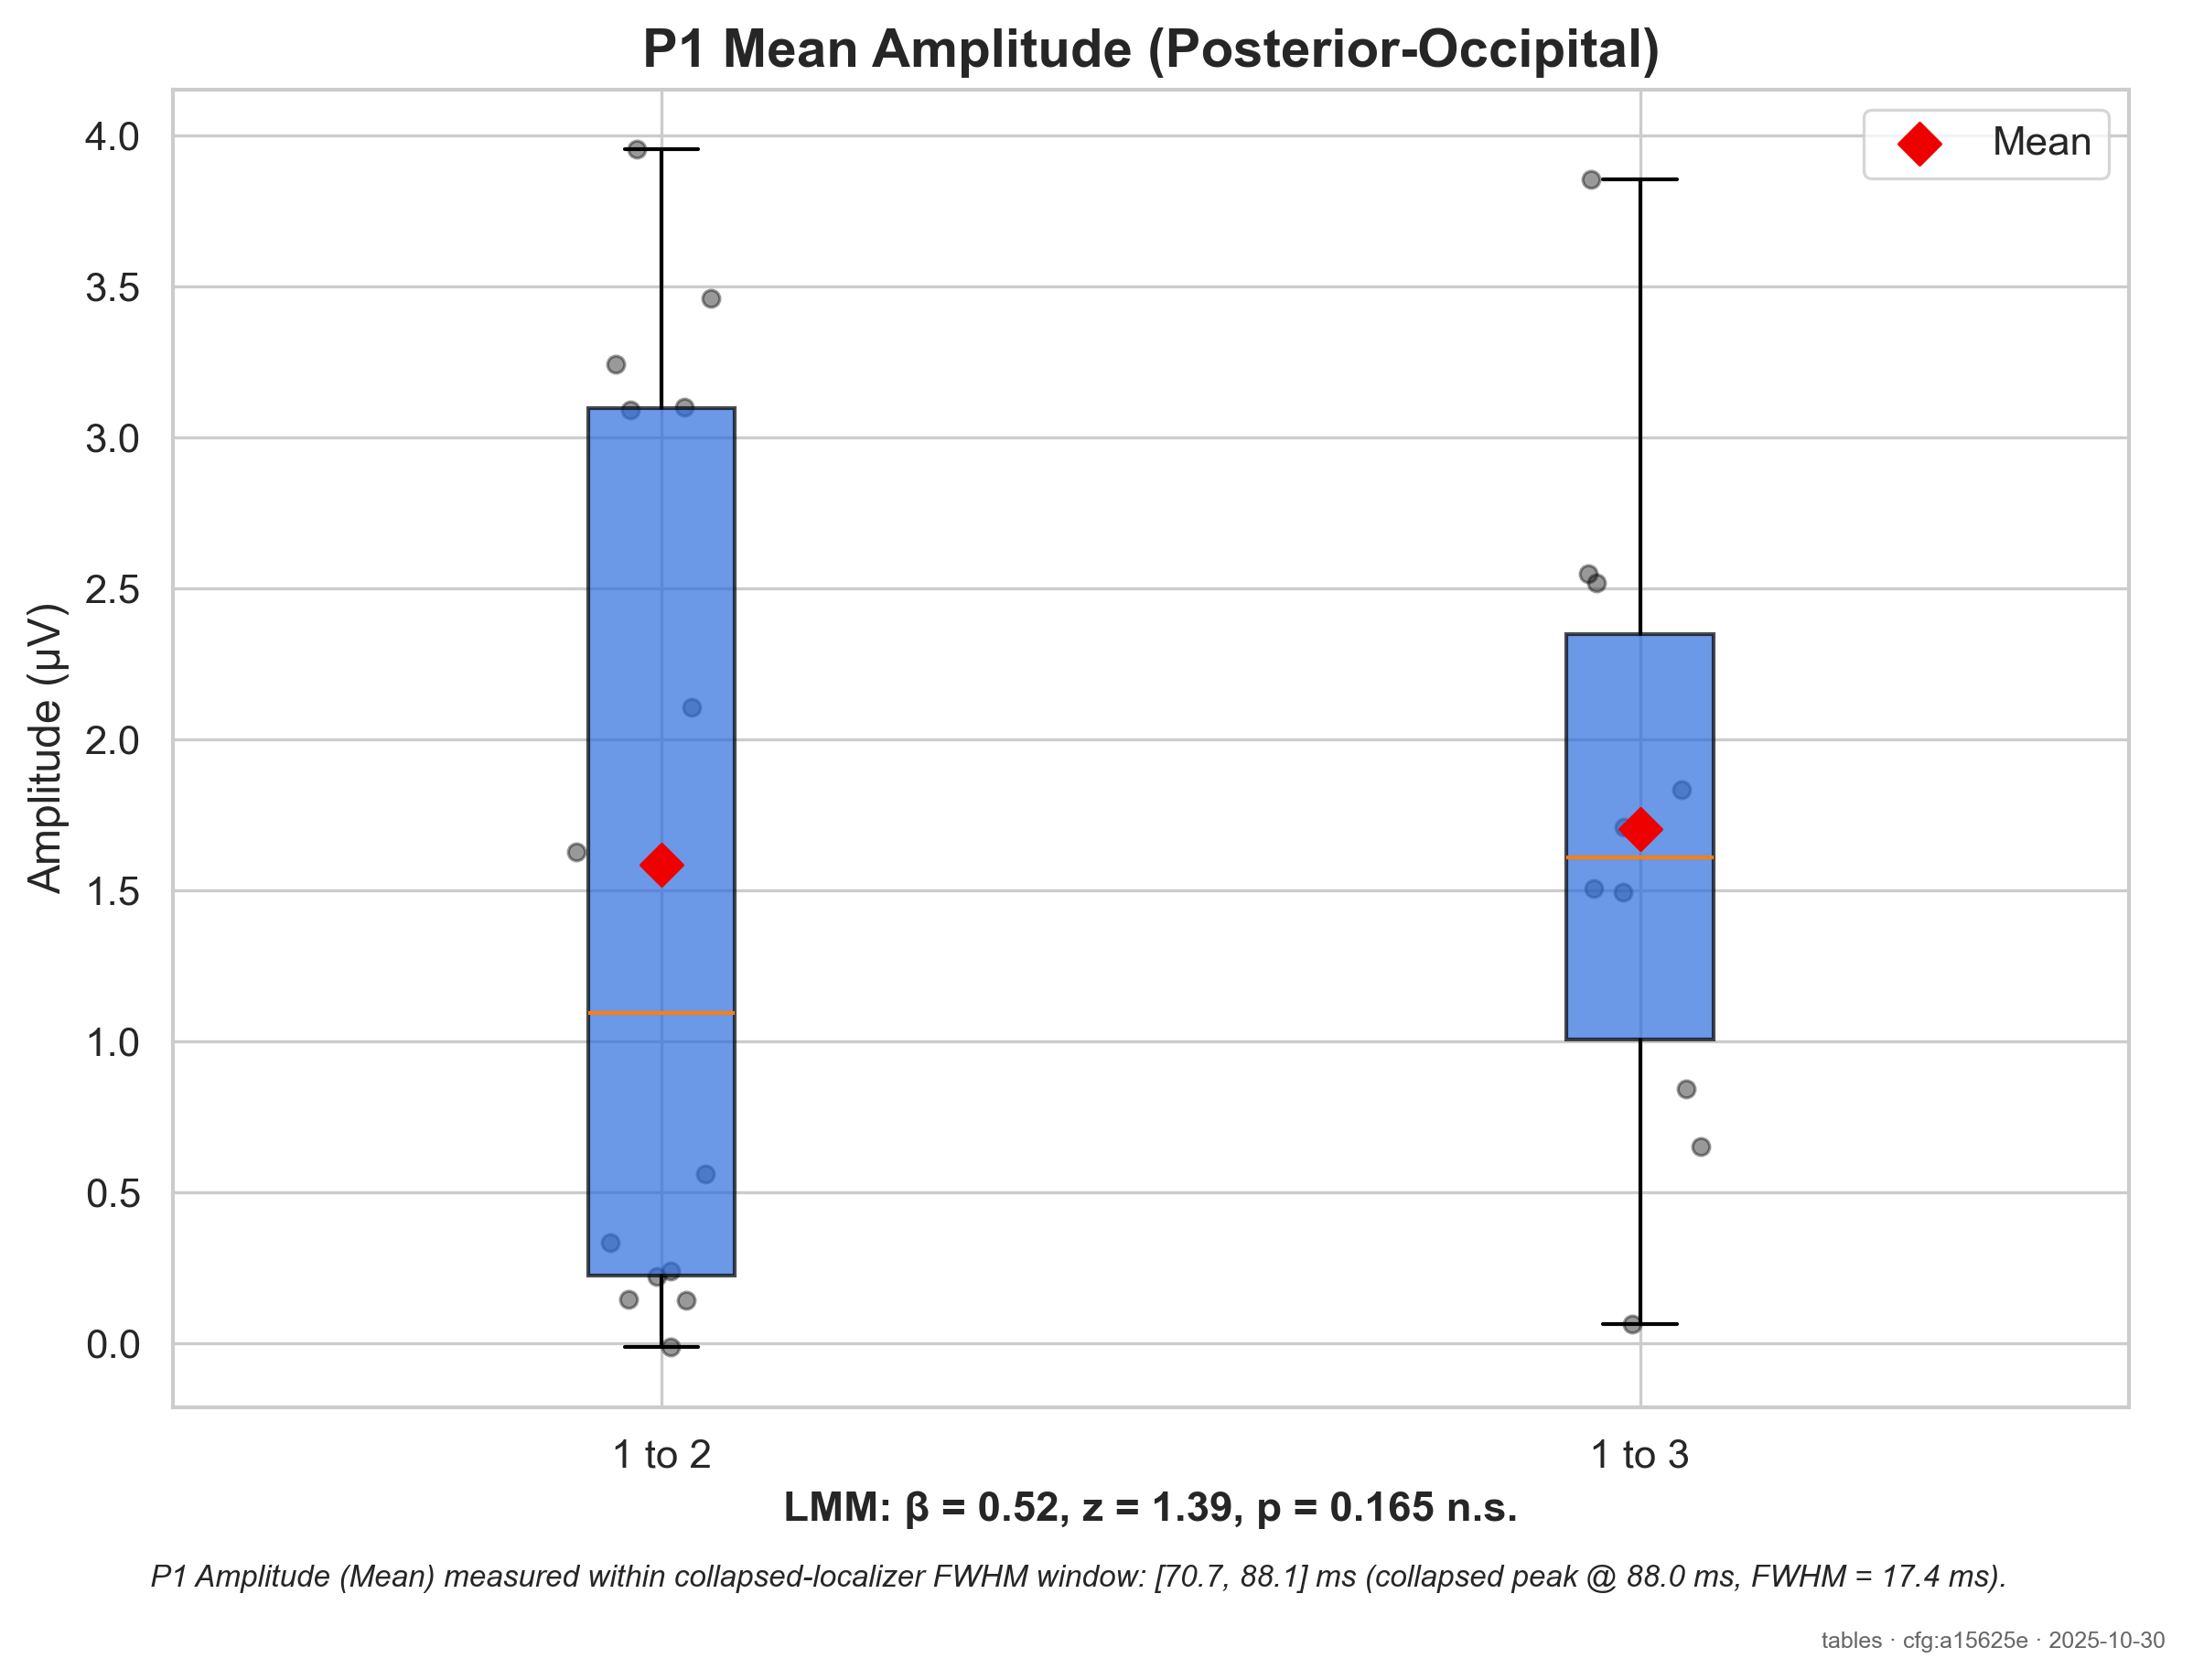 P1 Mean Amplitude (Posterior-Occipital)
Mean
Amplitude (µV)
4.0
3.5
3.0
2.5
2.0
1.5
1.0
0.5
0.0
1 to 2
1 to 3
LMM: β = 0.52, z = 1.39, p = 0.165 n.s.
P1 Amplitude (Mean) measured within collapsed-localizer FWHM window: [70.7, 88.1] ms (collapsed peak @ 88.0 ms, FWHM = 17.4 ms).
tables · cfg:a15625e · 2025-10-30